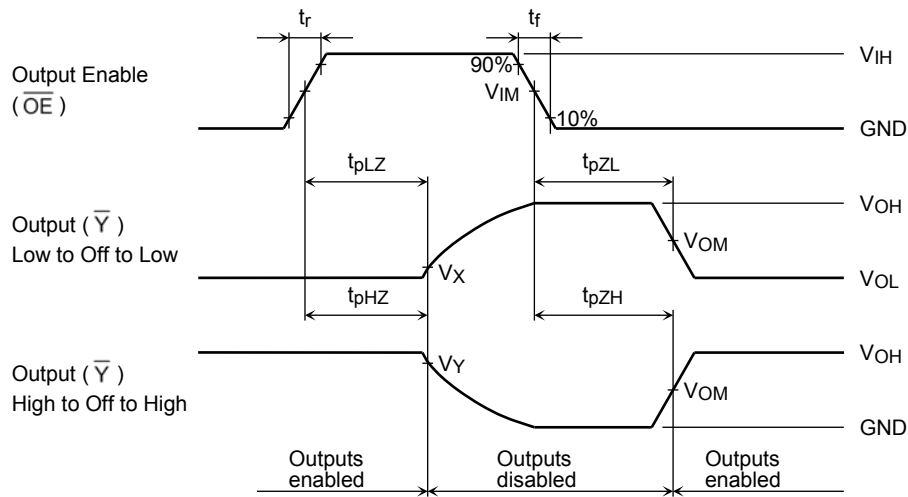 tr
tf
Output Enable
( O̅E̅ )
90%
VIM
10%
VIH
GND
tpLZ
tpZL
Output ( Y̅ )
Low to Off to Low
VX
VOM
VOH
VOL
tpHZ
tpZH
Output ( Y̅ )
High to Off to High
VY
VOM
VOH
GND
Outputs
enabled
Outputs
disabled
Outputs
enabled